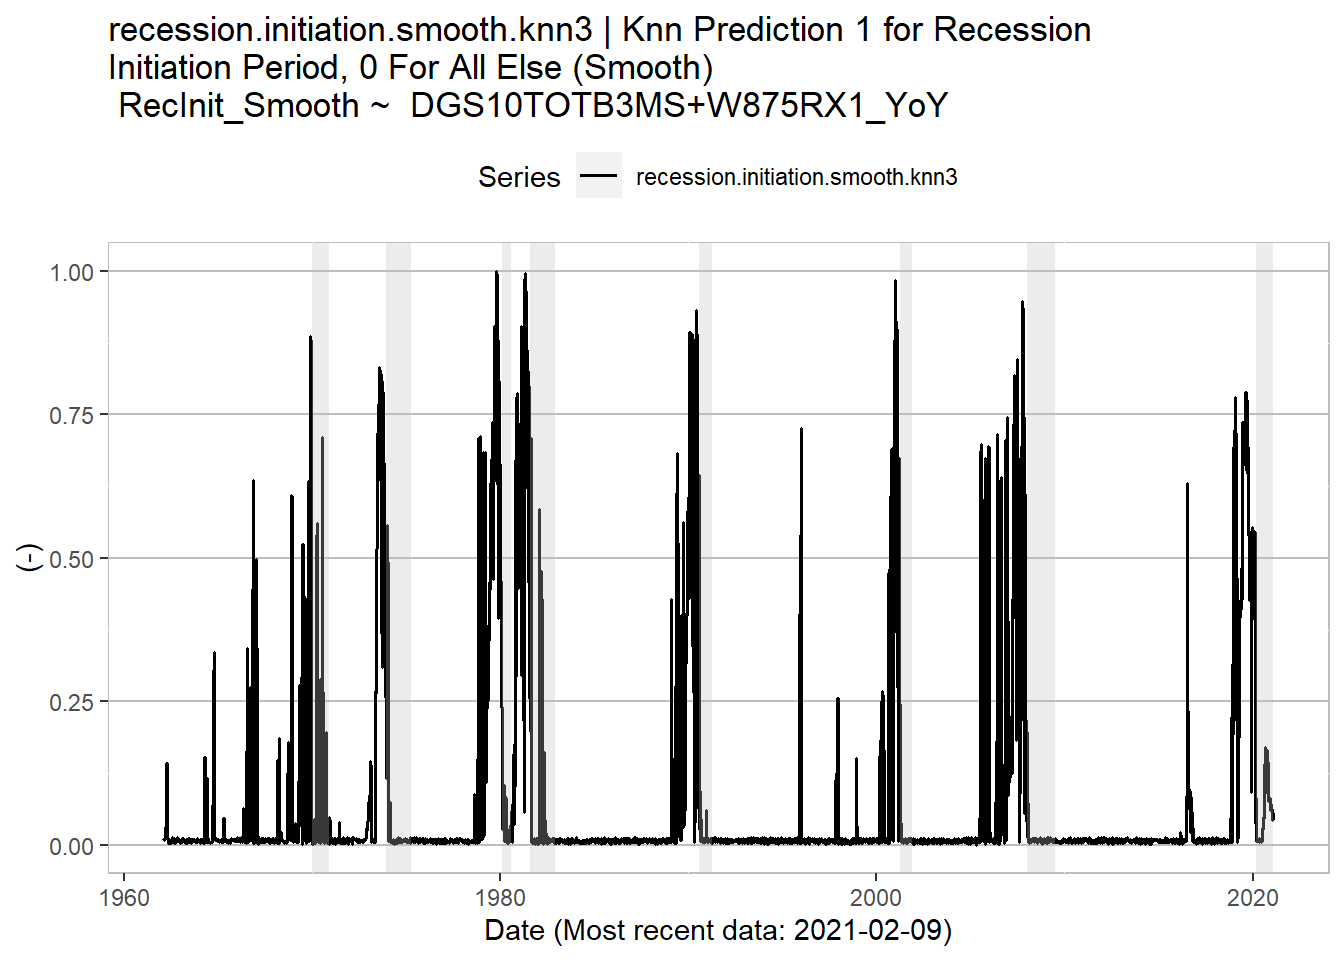 recession.initiation.smooth.knn3 | Knn Prediction 1 for Recession
Initiation Period, 0 For All Else (Smooth)
RecInit_Smooth ~  DGS10TOTB3MS+W875RX1_YoY
Series recession.initiation.smooth.knn3
1.00
0.75
0.50
0.25
0.00
(-)
1960 1980 2000 2020
Date (Most recent data: 2021-02-09)